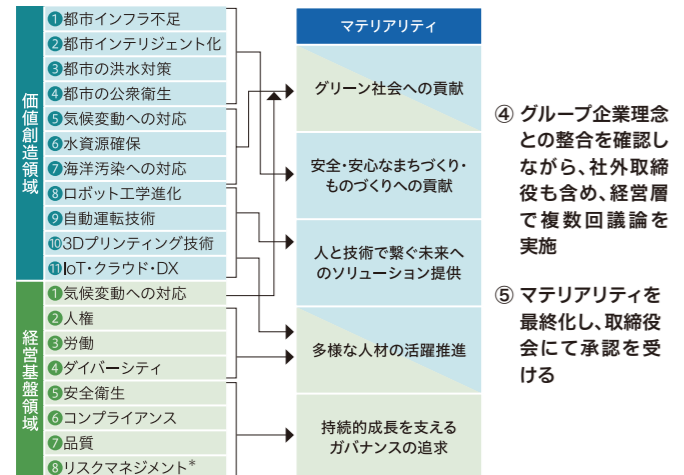 価値創造領域
❶都市インフラ不足
❷都市インテリジェント化
❸都市の洪水対策
❹都市の公衆衛生
❺気候変動への対応
❻水資源確保
❼海洋汚染への対応
❽ロボット工学進化
❾自動運転技術
❿3Dプリンティング技術
⓫IoT・クラウド・DX
経営基盤領域
❶気候変動への対応
❷人権
❸労働
❹ダイバーシティ
❺安全衛生
❻コンプライアンス
❼品質
❽リスクマネジメント*
マテリアリティ
グリーン社会への貢献
安全・安心なまちづくり・
ものづくりへの貢献
人と技術で繋ぐ未来へ
のソリューション提供
多様な人材の活躍推進
持続的成長を支える
ガバナンスの追求
④ グループ企業理念
との整合を確認し
ながら、社外取締
役も含め、経営層
で複数回議論を
実施
⑤ マテリアリティを
最終化し、取締役
会にて承認を受
ける